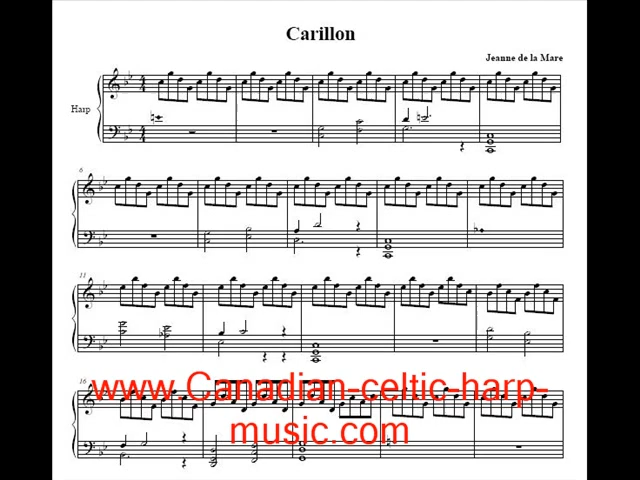 Carillon
Jeanne de la Mare
Harp
6
11
16
www.Canadian-celtic-harp-
music.com